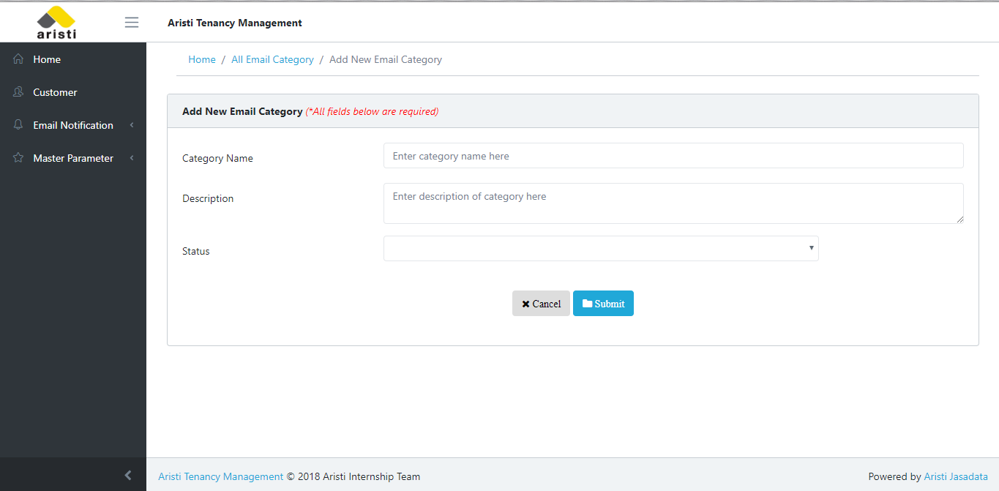 aristi
Aristi Tenancy Management
Home
Customer
Email Notification
Master Parameter
Home / All Email Category / Add New Email Category
Add New Email Category (*All fields below are required)
Category Name
Enter category name here
Description
Enter description of category here
Status
Cancel
Submit
Aristi Tenancy Management © 2018 Aristi Internship Team
Powered by Aristi Jasadata